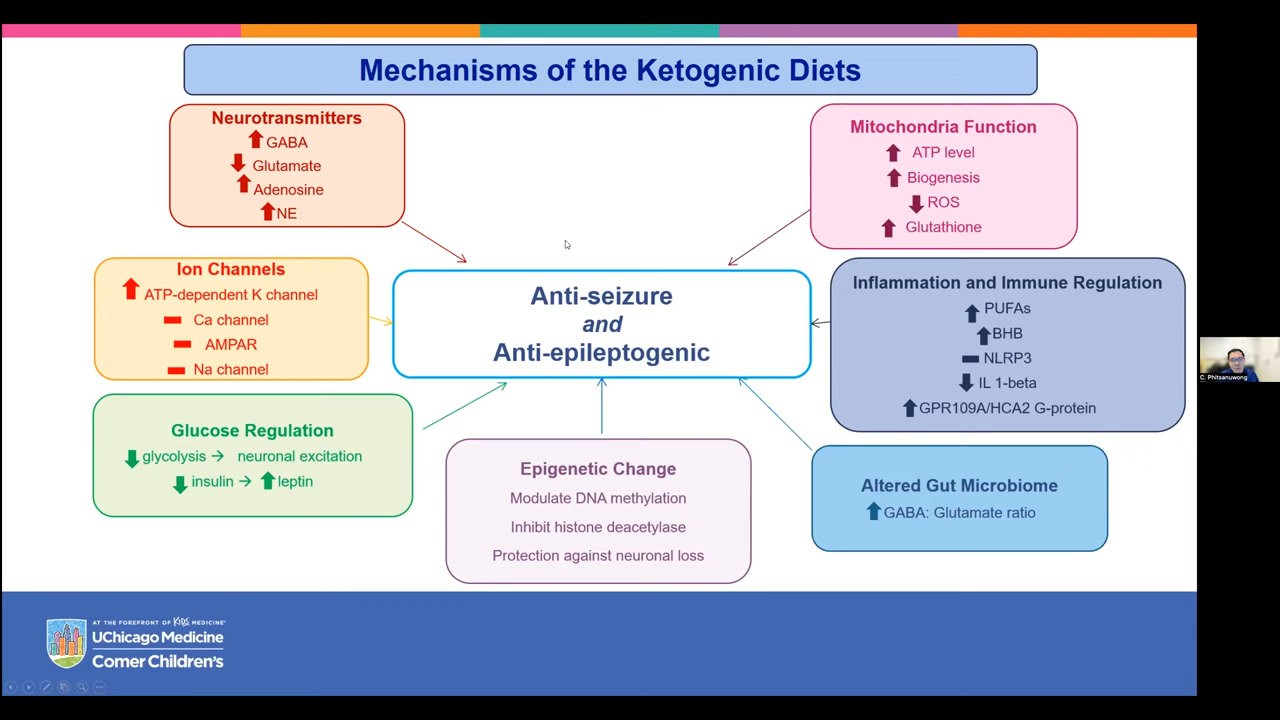 Mechanisms of the Ketogenic Diets
Neurotransmitters
GABA
Glutamate
Adenosine
NE
Ion Channels
ATP-dependent K channel
Ca channel
AMPAR
Na channel
Glucose Regulation
glycolysis → neuronal excitation
insulin → leptin
Anti-seizure
and
Anti-epileptogenic
Epigenetic Change
Modulate DNA methylation
Inhibit histone deacetylase
Protection against neuronal loss
Mitochondria Function
ATP level
Biogenesis
ROS
Glutathione
Inflammation and Immune Regulation
PUFAs
BHB
NLRP3
IL 1-beta
GPR109A/HCA2 G-protein
Altered Gut Microbiome
GABA: Glutamate ratio
AT THE FOREFRONT OF KIDS MEDICINE®
UChicago Medicine
Comer Children's
C. Phitsanuwong